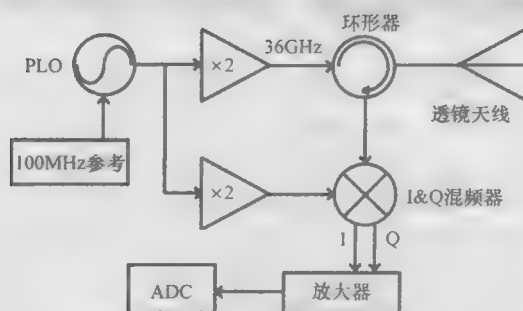 环形器
36GHz
PLO
×2
透镜天线
100MHz参考
×2
I&Q混频器
I
Q
ADC
放大器